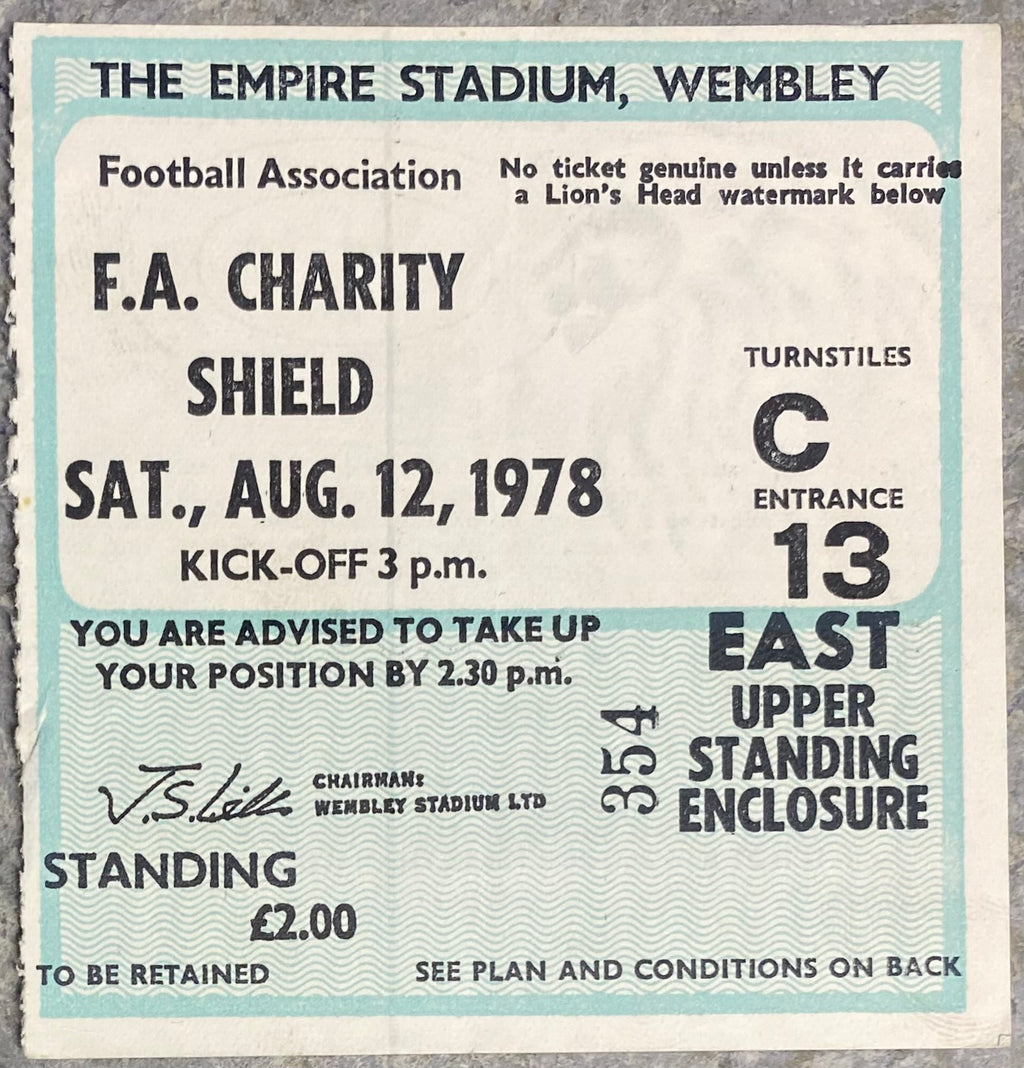 THE EMPIRE STADIUM, WEMBLEY
Football Association
No ticket genuine unless it carries
a Lion's Head watermark below
F.A. CHARITY
SHIELD
SAT., AUG. 12, 1978
KICK-OFF 3 p.m.
TURNSTILES
C
ENTRANCE
13
EAST
UPPER
STANDING
ENCLOSURE
YOU ARE ADVISED TO TAKE UP
YOUR POSITION BY 2.30 p.m.
354
CHAIRMAN:
WEMBLEY STADIUM LTD
STANDING
£2.00
TO BE RETAINED
SEE PLAN AND CONDITIONS ON BACK